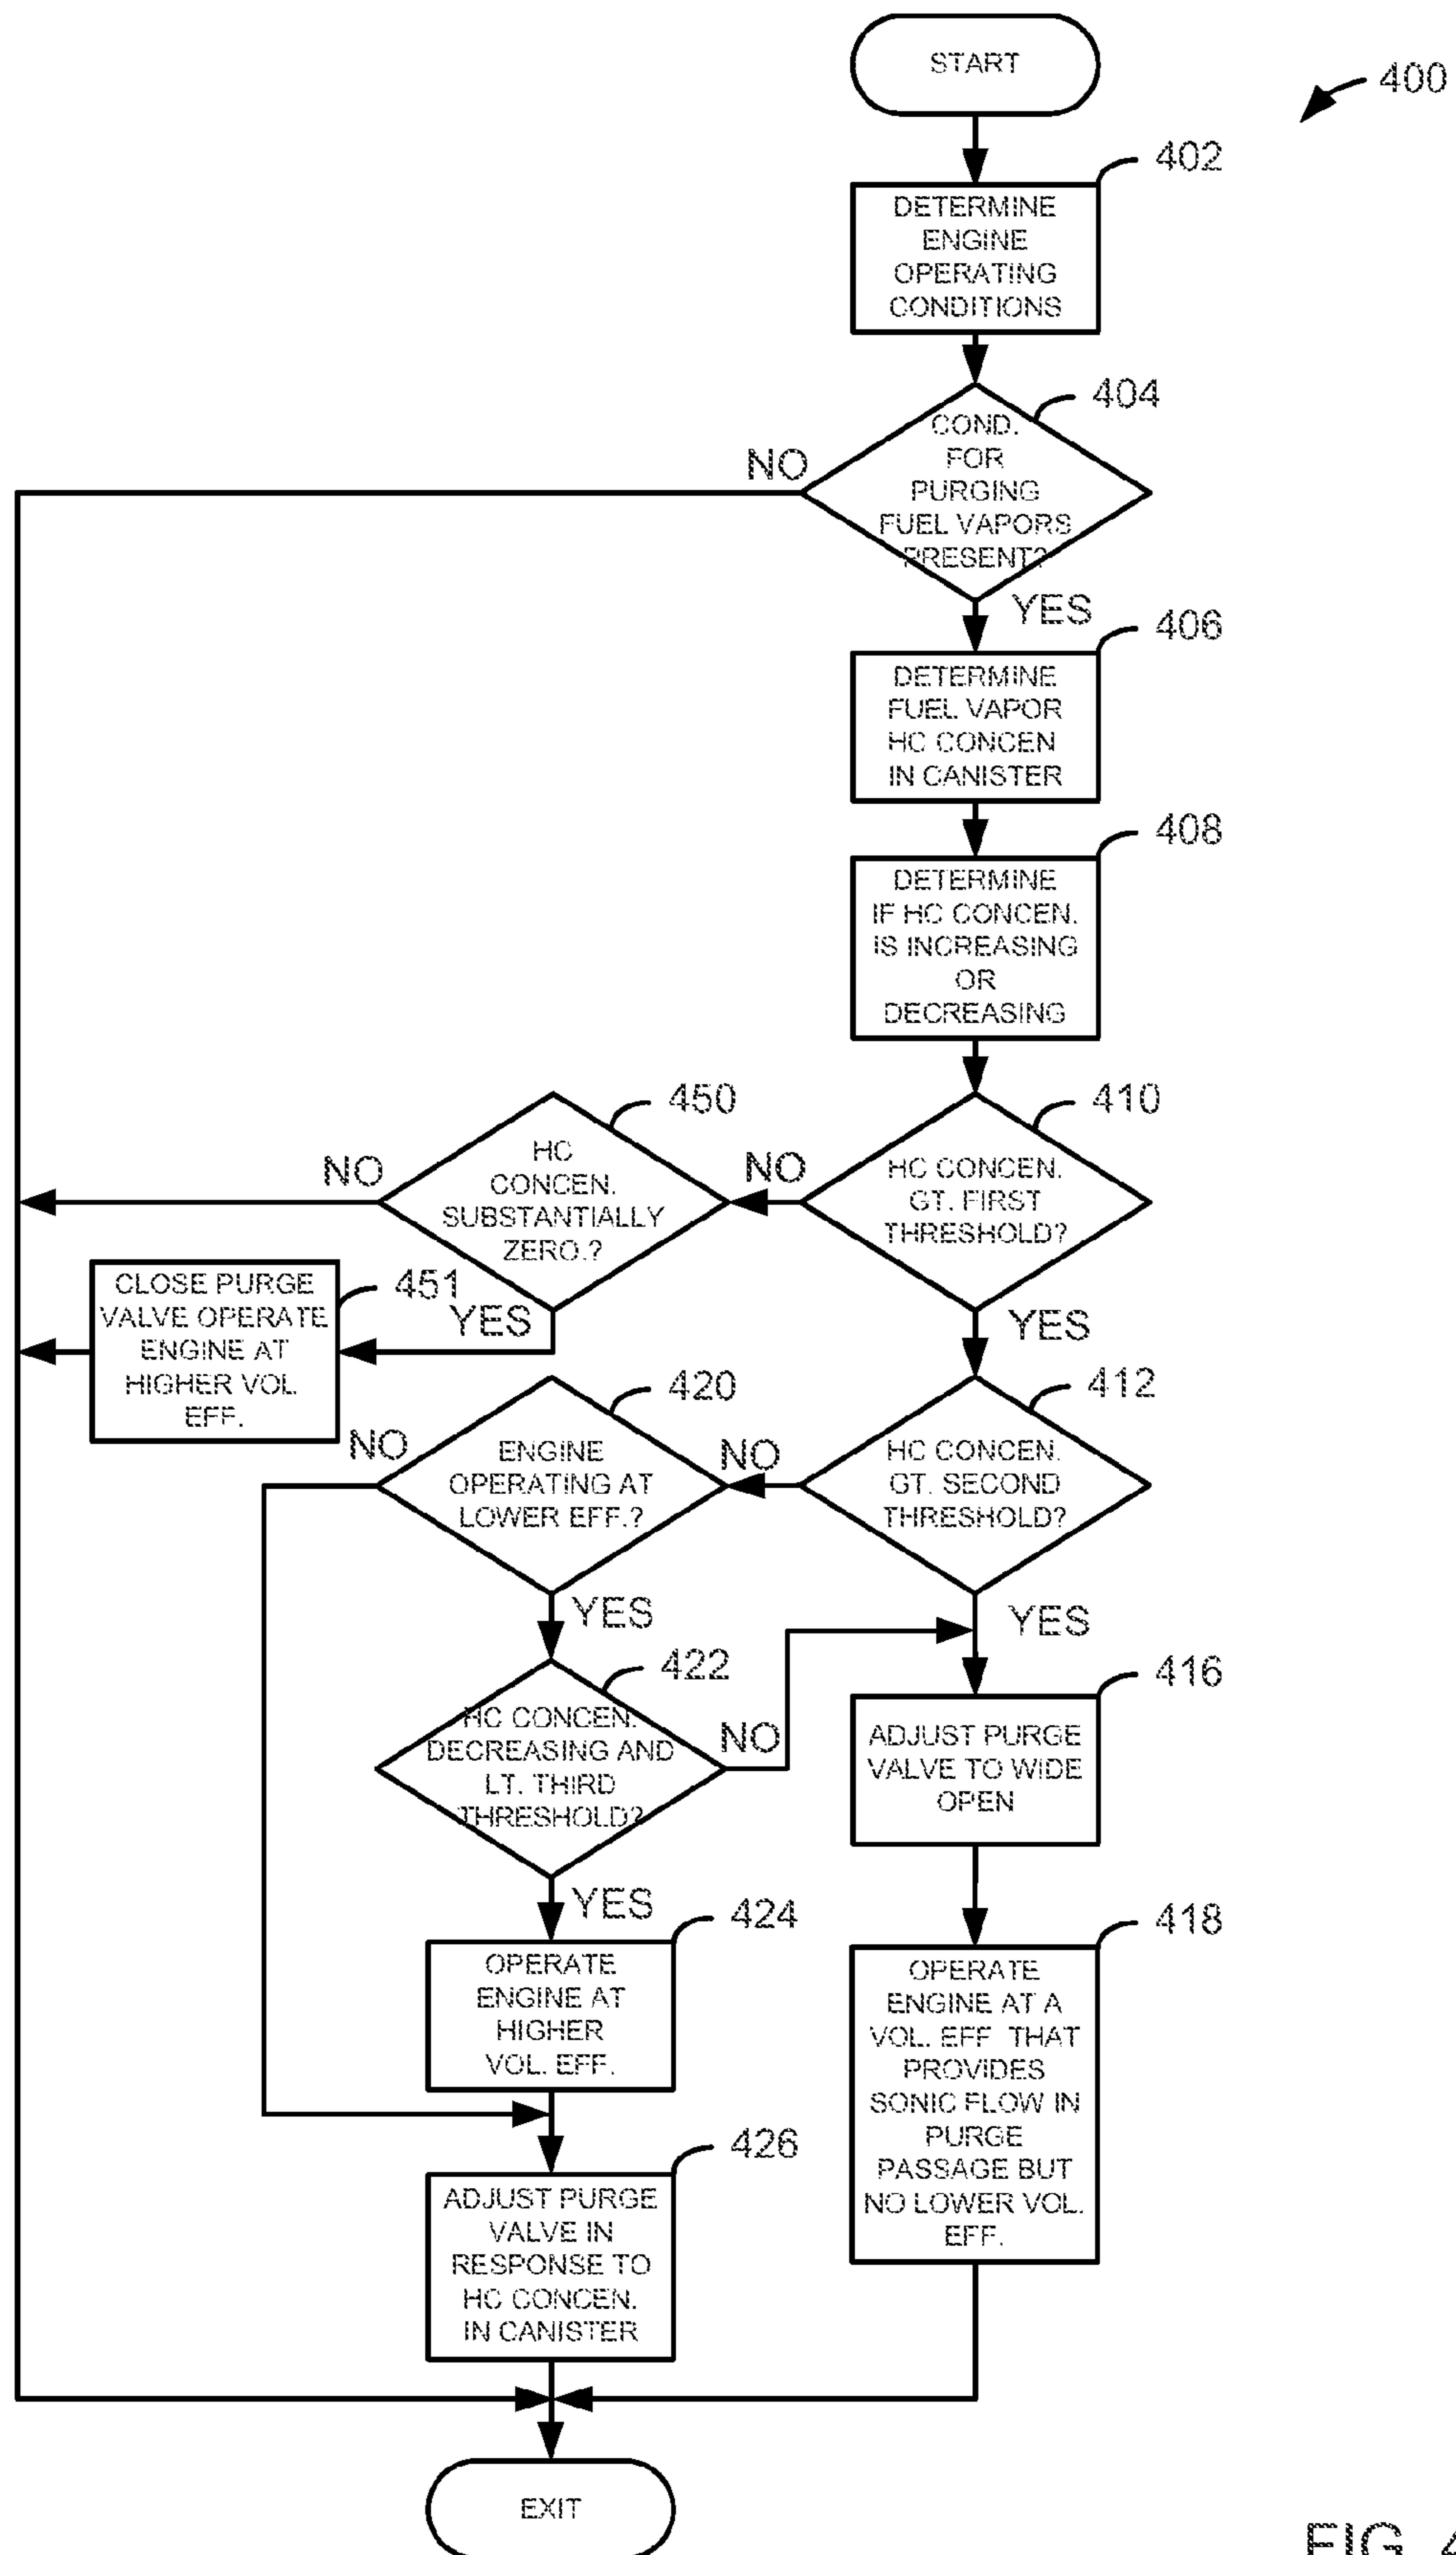 START
400
402
DETERMINE
ENGINE
OPERATING
CONDITIONS
404
COND.
FOR
PURGING
FUEL VAPORS
PRESENT?
NO
YES
406
DETERMINE
FUEL VAPOR
HC CONCEN
IN CANISTER
408
DETERMINE
IF HC CONCEN.
IS INCREASING
OR
DECREASING
450
HC
CONCEN.
SUBSTANTIALLY
ZERO.?
NO
YES
410
HC CONCEN.
GT. FIRST
THRESHOLD?
NO
YES
451
CLOSE PURGE
VALVE OPERATE
ENGINE AT
HIGHER VOL
EFF.
420
ENGINE
OPERATING AT
LOWER EFF.?
NO
YES
412
HC CONCEN.
GT. SECOND
THRESHOLD?
NO
YES
422
HC CONCEN.
DECREASING AND
LT. THIRD
THRESHOLD?
NO
YES
416
ADJUST PURGE
VALVE TO WIDE
OPEN
424
OPERATE
ENGINE AT
HIGHER
VOL. EFF.
418
OPERATE
ENGINE AT A
VOL. EFF THAT
PROVIDES
SONIC FLOW IN
PURGE
PASSAGE BUT
NO LOWER VOL.
EFF.
426
ADJUST PURGE
VALVE IN
RESPONSE TO
HC CONCEN.
IN CANISTER
EXIT
FIG. 4